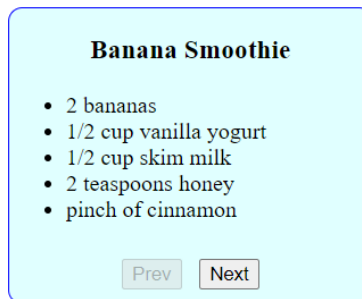 Banana Smoothie
• 2 bananas
• 1/2 cup vanilla yogurt
• 1/2 cup skim milk
• 2 teaspoons honey
• pinch of cinnamon
Prev Next